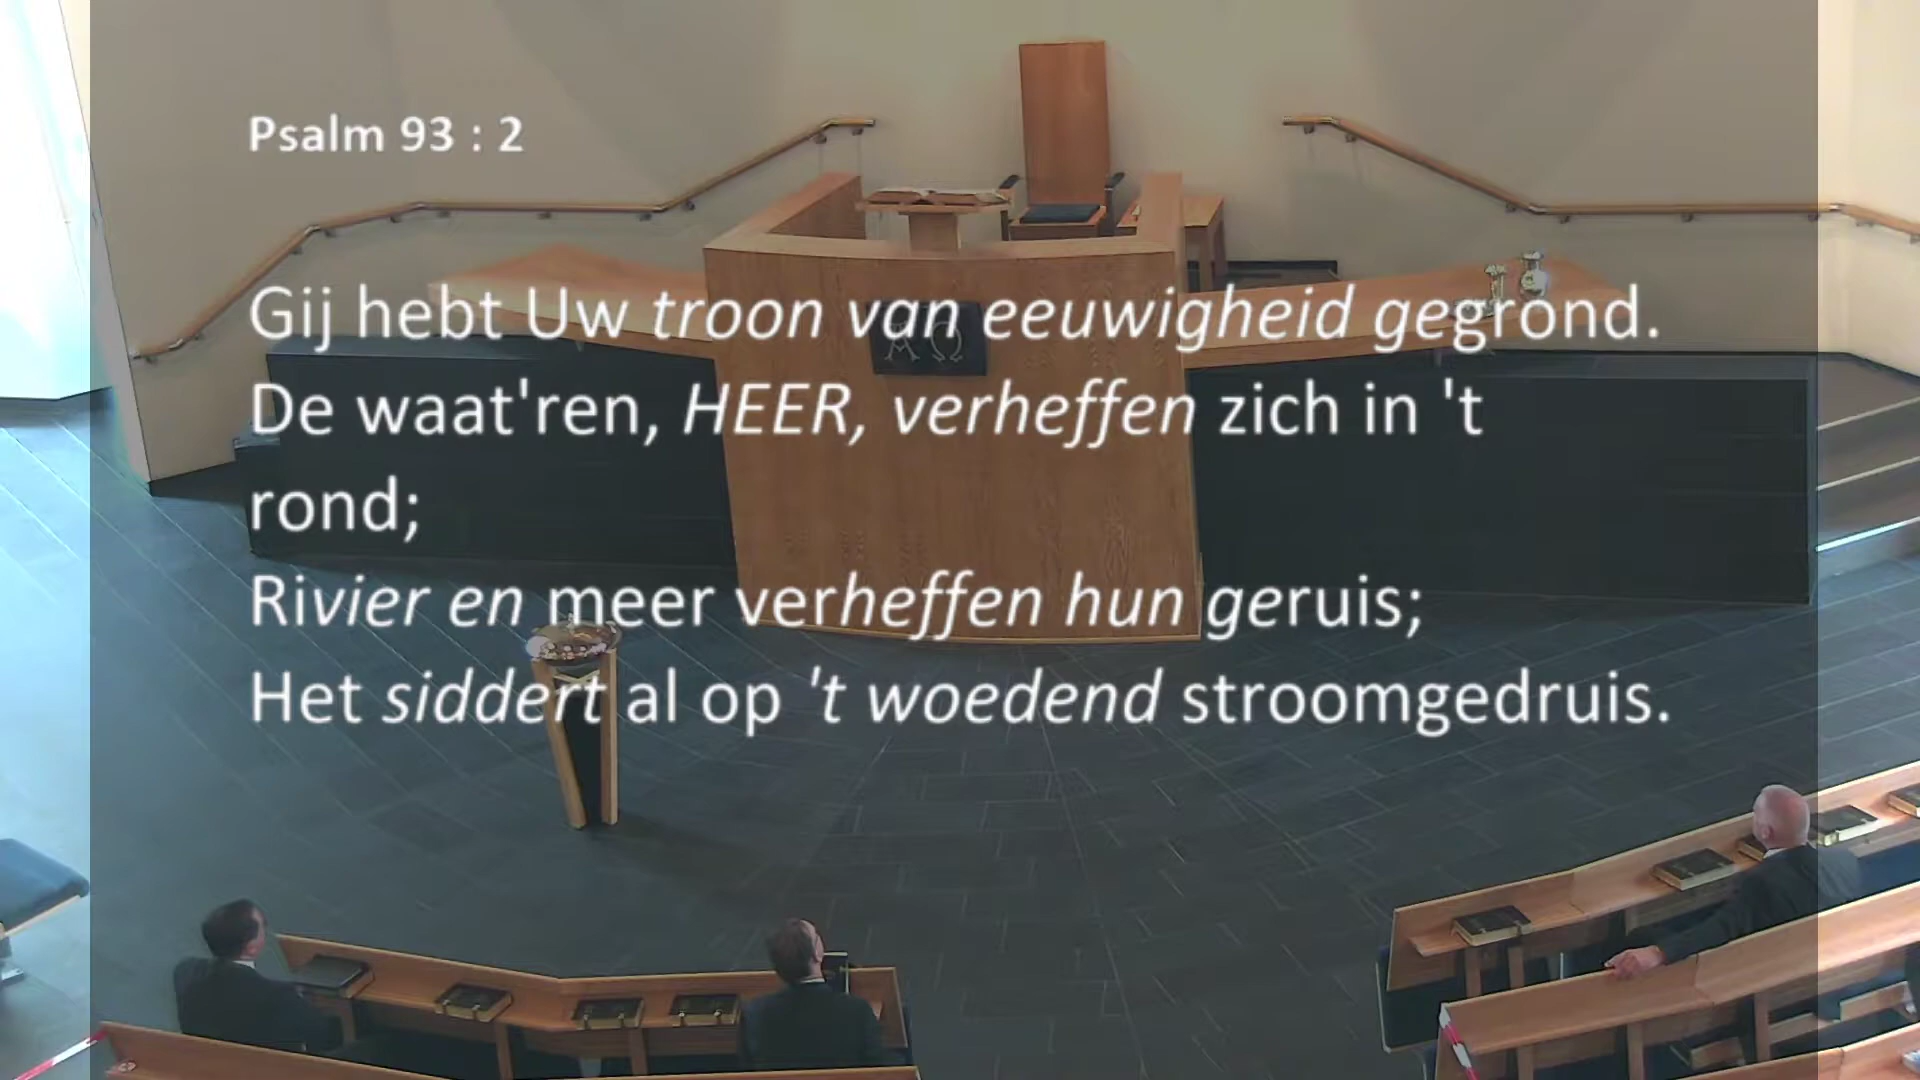 Psalm 93 : 2
Gij hebt Uw troon van eeuwigheid gegrond.
ΑΩ
De waat'ren, HEER, verheffen zich in 't
rond;
Rivier en meer verheffen hun geruis;
Het siddert al op 't woedend stroomgedruis.